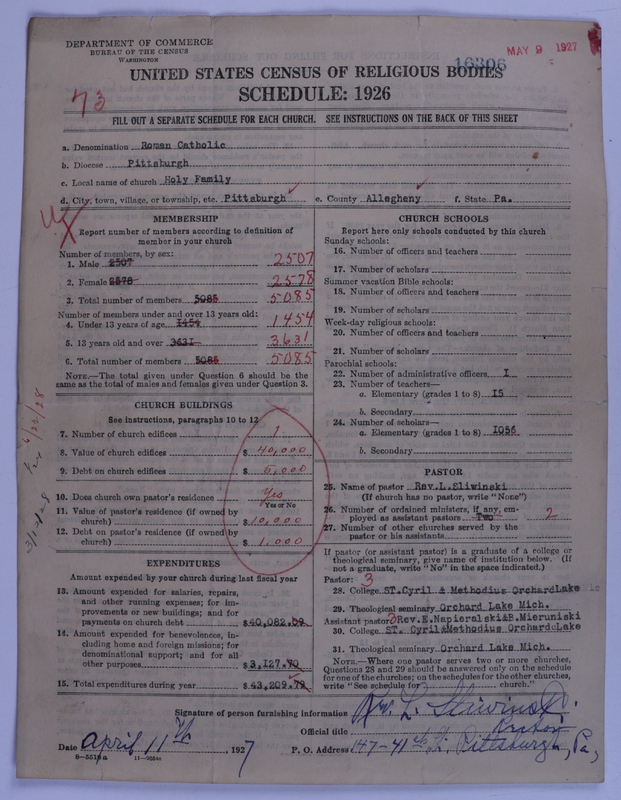 DEPARTMENT OF COMMERCE
BUREAU OF THE CENSUS
WASHINGTON
16306
MAY 9 1927
UNITED STATES CENSUS OF RELIGIOUS BODIES
SCHEDULE: 1926
73
FILL OUT A SEPARATE SCHEDULE FOR EACH CHURCH. SEE INSTRUCTIONS ON THE BACK OF THIS SHEET
a. Denomination Roman Catholic
b. Diocese Pittsburgh
c. Local name of church Holy Family
d. City, town, village, or township, etc. Pittsburgh e. County Allegheny f. State Pa.
MEMBERSHIP
Report number of members according to definition of member in your church
Number of members, by sex:
1. Male 2507 2507
2. Female 2578 2578
3. Total number of members 5085 5085
Number of members under and over 13 years old:
4. Under 13 years of age 1454 1454
5. 13 years old and over 3631 3631
6. Total number of members 5085 5085
NOTE.—The total given under Question 6 should be the same as the total of males and females given under Question 3.
CHURCH BUILDINGS
See instructions, paragraphs 10 to 12
7. Number of church edifices 1
8. Value of church edifices $ 40,000
9. Debt on church edifices $ 6,000
10. Does church own pastor's residence Yes
Yes or No
11. Value of pastor's residence (if owned by church) $ 10,000
12. Debt on pastor's residence (if owned by church) $ 1,000
EXPENDITURES
Amount expended by your church during last fiscal year
13. Amount expended for salaries, repairs, and other running expenses; for improvements or new buildings; and for payments on church debt $40,082.09
14. Amount expended for benevolences, including home and foreign missions; for denominational support; and for all other purposes $ 3,127.70
15. Total expenditures during year $ 43,209.79
CHURCH SCHOOLS
Report here only schools conducted by this church
Sunday schools:
16. Number of officers and teachers
17. Number of scholars
Summer vacation Bible schools:
18. Number of officers and teachers
19. Number of scholars
Week-day religious schools:
20. Number of officers and teachers
21. Number of scholars
Parochial schools:
22. Number of administrative officers I
23. Number of teachers—
a. Elementary (grades 1 to 8) I5
b. Secondary
24. Number of scholars—
a. Elementary (grades 1 to 8) I056
b. Secondary
PASTOR
25. Name of pastor Rev.L.Sliwinski
(If church has no pastor, write "None")
26. Number of ordained ministers, if any, employed as assistant pastors Two 2
27. Number of other churches served by the pastor or his assistants
If pastor (or assistant pastor) is a graduate of a college or theological seminary, give name of institution below. (If not a graduate, write "No" in the space indicated.)
Pastor: 3
28. College ST.Cyril & Methodius OrchardLake
29. Theological seminary Orchard Lake Mich.
Assistant pastor Rev.E.Napieralski&B.Mieruniski
30. College ST. Cyril&Methodius OrchardcLake
31. Theological seminary Orchard Lake Mich.
NOTE.—Where one pastor serves two or more churches, Questions 28 and 29 should be answered only on the schedule for one of the churches; on the schedules for the other churches, write "See schedule for church."
Signature of person furnishing information Rev L. Sliwinski.
Official title
Date April 11th, 1927 P. O. Address 147-41th St. Pittsburgh, Pa,
8—551